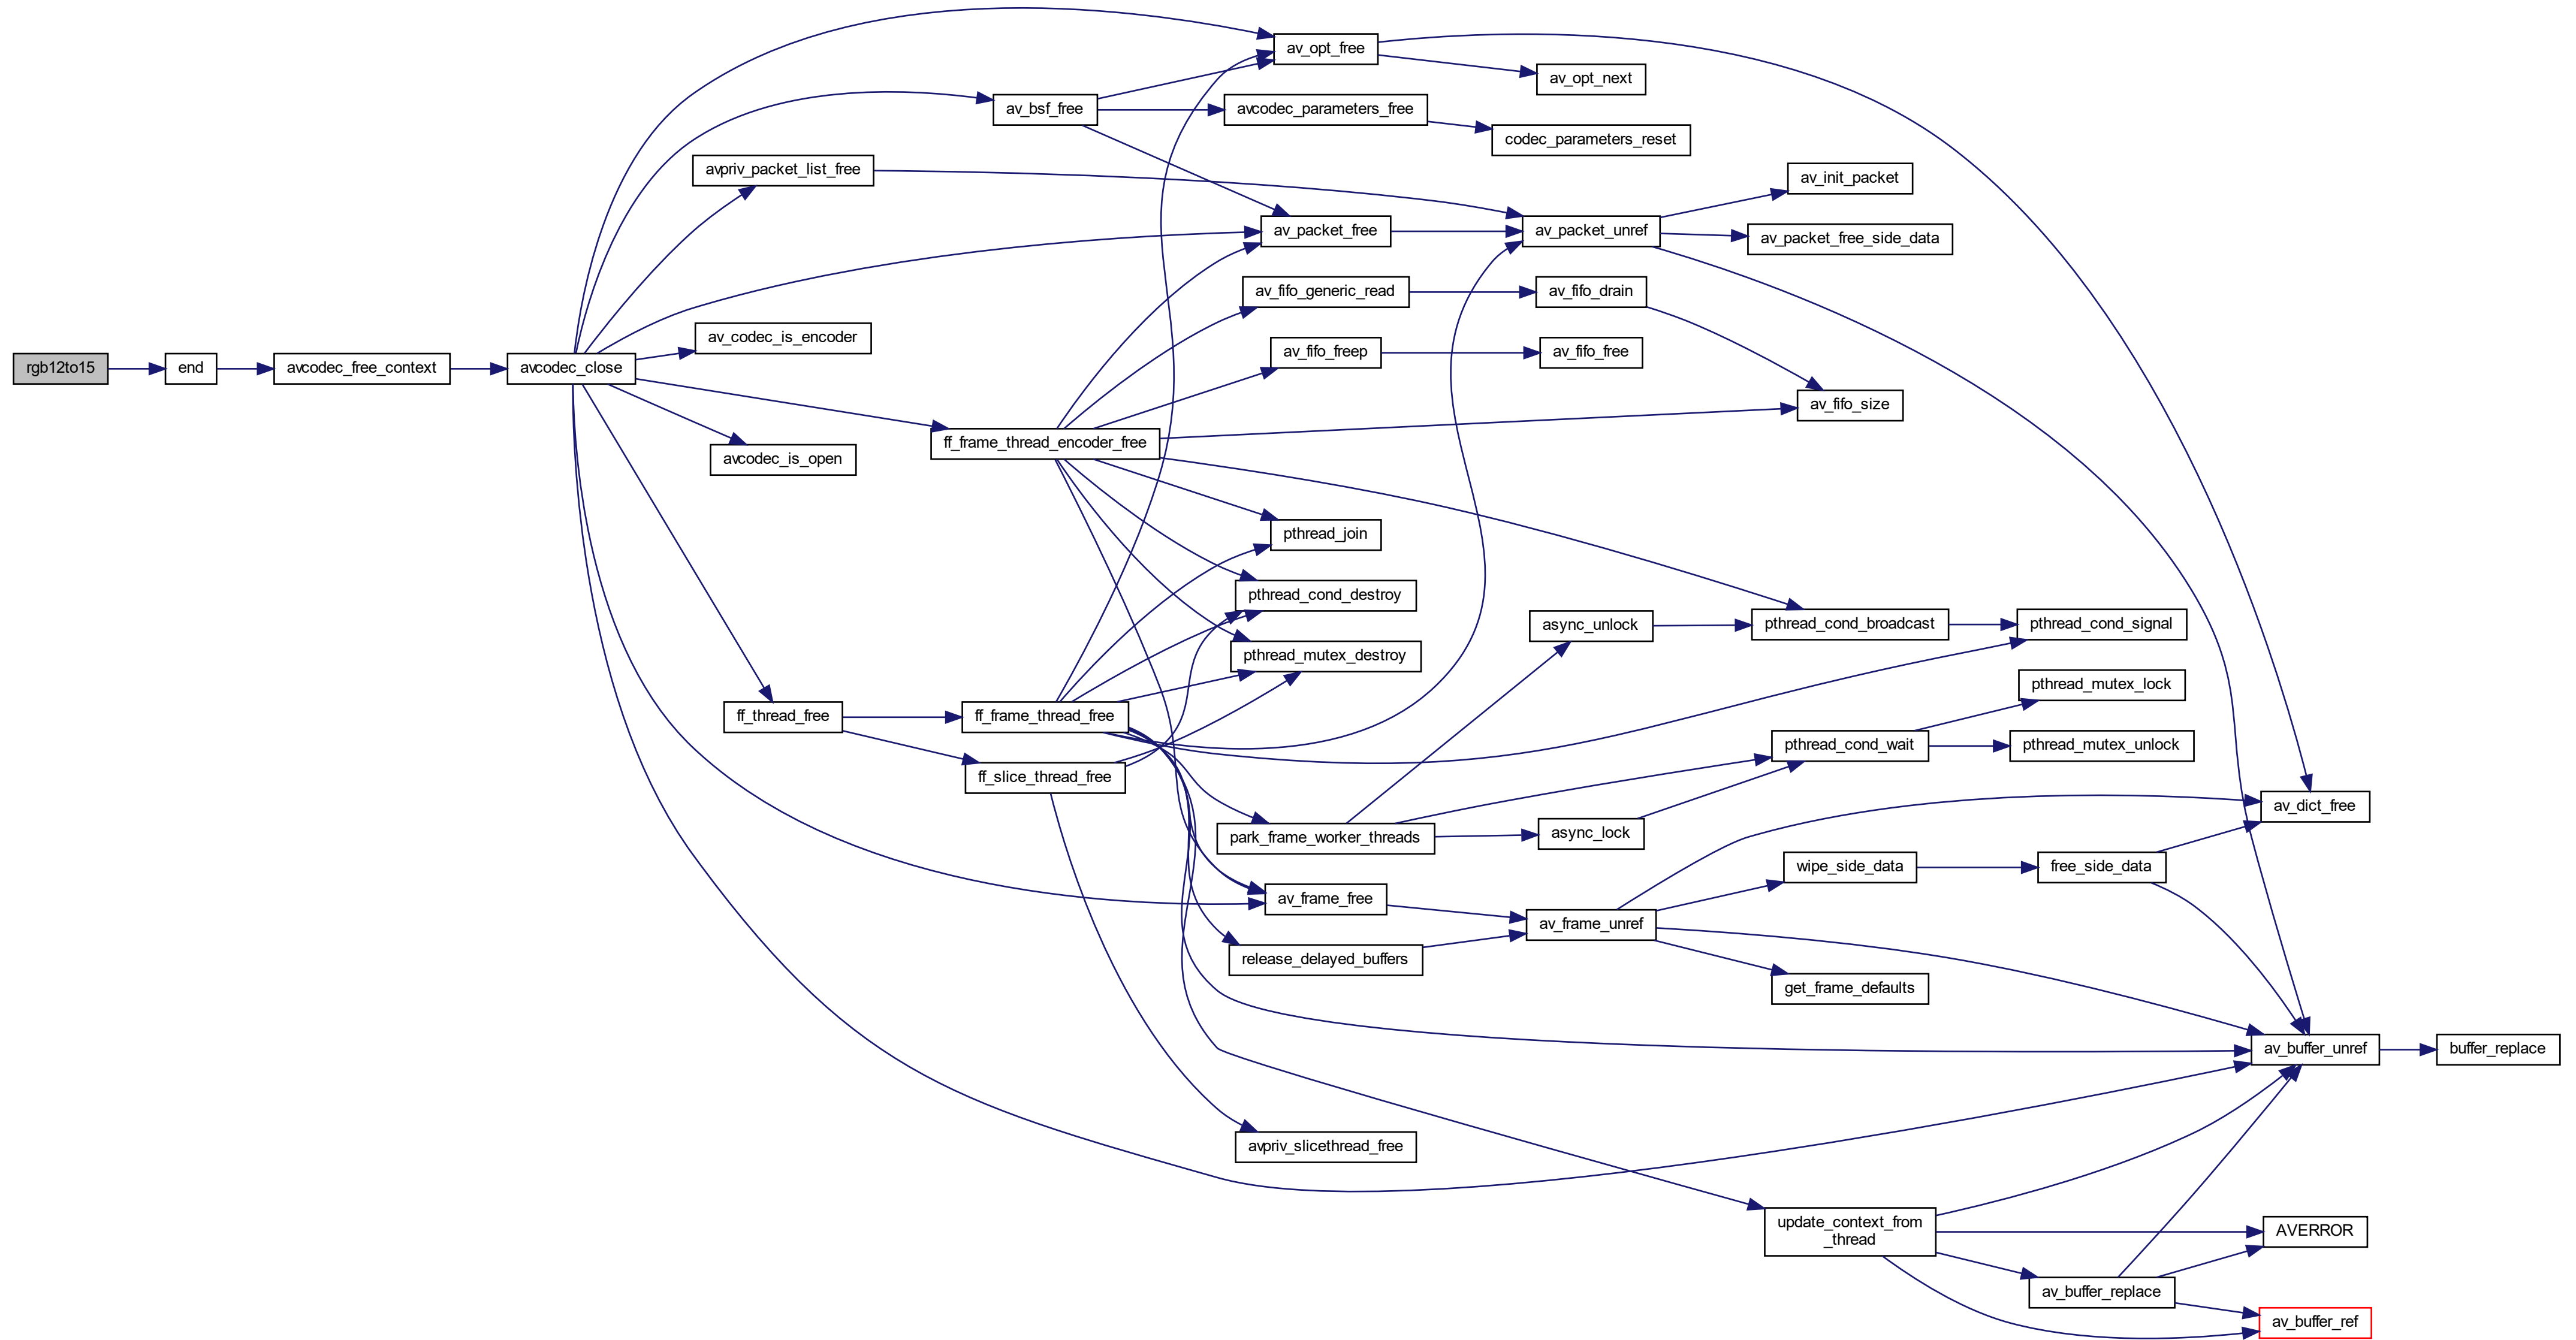 rgb12to15
end
avcodec_free_context
avcodec_close
av_opt_free
av_opt_next
av_bsf_free
avcodec_parameters_free
codec_parameters_reset
avpriv_packet_list_free
av_init_packet
av_packet_free
av_packet_unref
av_packet_free_side_data
av_fifo_generic_read
av_fifo_drain
av_codec_is_encoder
av_fifo_freep
av_fifo_free
av_fifo_size
ff_frame_thread_encoder_free
avcodec_is_open
pthread_join
pthread_cond_destroy
async_unlock
pthread_cond_broadcast
pthread_cond_signal
pthread_mutex_destroy
pthread_mutex_lock
ff_thread_free
ff_frame_thread_free
pthread_cond_wait
pthread_mutex_unlock
ff_slice_thread_free
av_dict_free
park_frame_worker_threads
async_lock
wipe_side_data
free_side_data
av_frame_free
av_frame_unref
release_delayed_buffers
get_frame_defaults
av_buffer_unref
buffer_replace
avpriv_slicethread_free
update_context_from
_thread
AVERROR
av_buffer_replace
av_buffer_ref